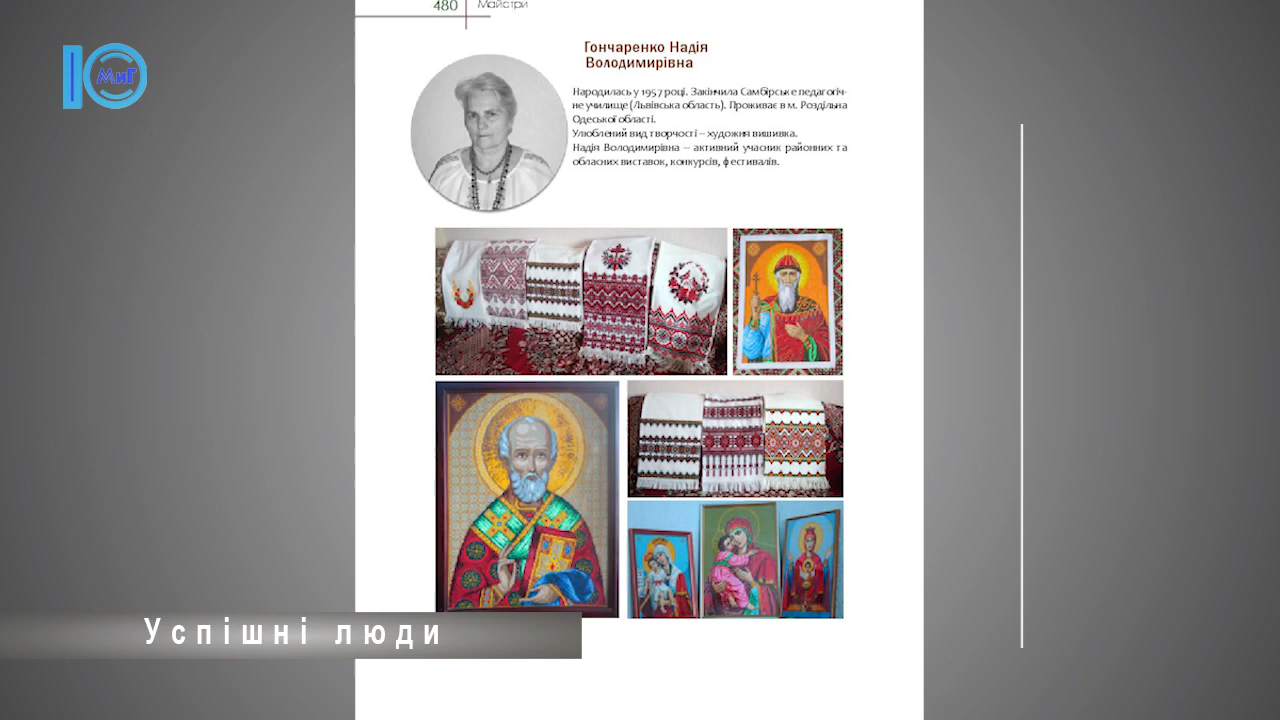 480 Майстри
МиГ
Гончаренко Надія
Володимирівна
Народилась у 1957 році. Закінчила Самбірське педагогіч-
не училище (Львівська область). Проживає в м. Роздільна
Одеської області.
Улюблений вид творчості – художня вишивка.
Надія Володимирівна – активний учасник районних та
обласних виставок, конкурсів, фестивалів.
Успішні люди